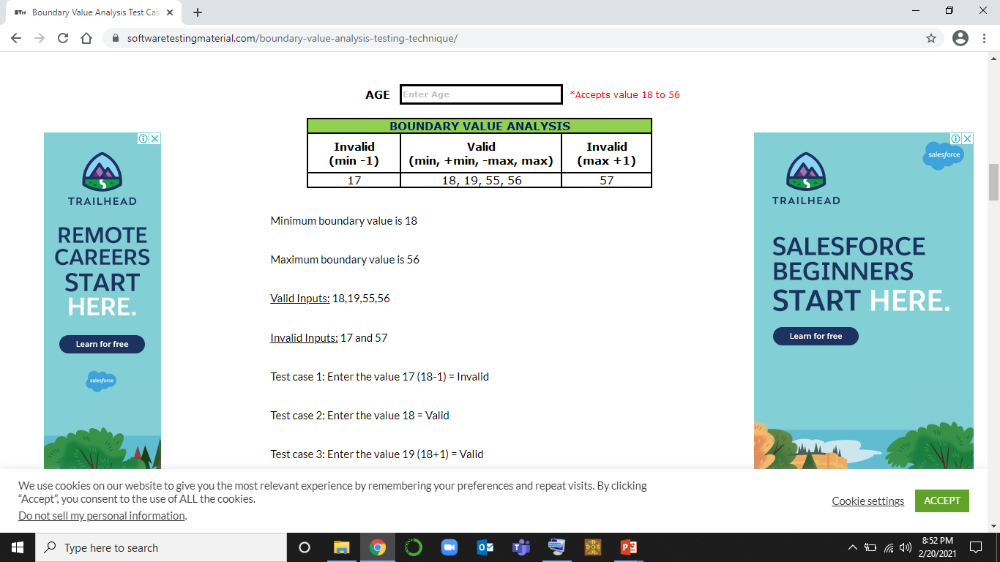 STM Boundary Value Analysis Test Cas
softwaretestingmaterial.com/boundary-value-analysis-testing-technique/
AGE Enter Age *Accepts value 18 to 56
BOUNDARY VALUE ANALYSIS
Invalid (min -1) Valid (min, +min, -max, max) Invalid (max +1)
17 18, 19, 55, 56 57
Minimum boundary value is 18
Maximum boundary value is 56
Valid Inputs: 18,19,55,56
Invalid Inputs: 17 and 57
Test case 1: Enter the value 17 (18-1) = Invalid
Test case 2: Enter the value 18 = Valid
Test case 3: Enter the value 19 (18+1) = Valid
TRAILHEAD
REMOTE
CAREERS
START
HERE.
Learn for free
salesforce
salesforce
TRAILHEAD
SALESFORCE
BEGINNERS
START HERE.
Learn for free
We use cookies on our website to give you the most relevant experience by remembering your preferences and repeat visits. By clicking
“Accept”, you consent to the use of ALL the cookies.
Do not sell my personal information.
Cookie settings ACCEPT
Type here to search
8:52 PM
2/20/2021